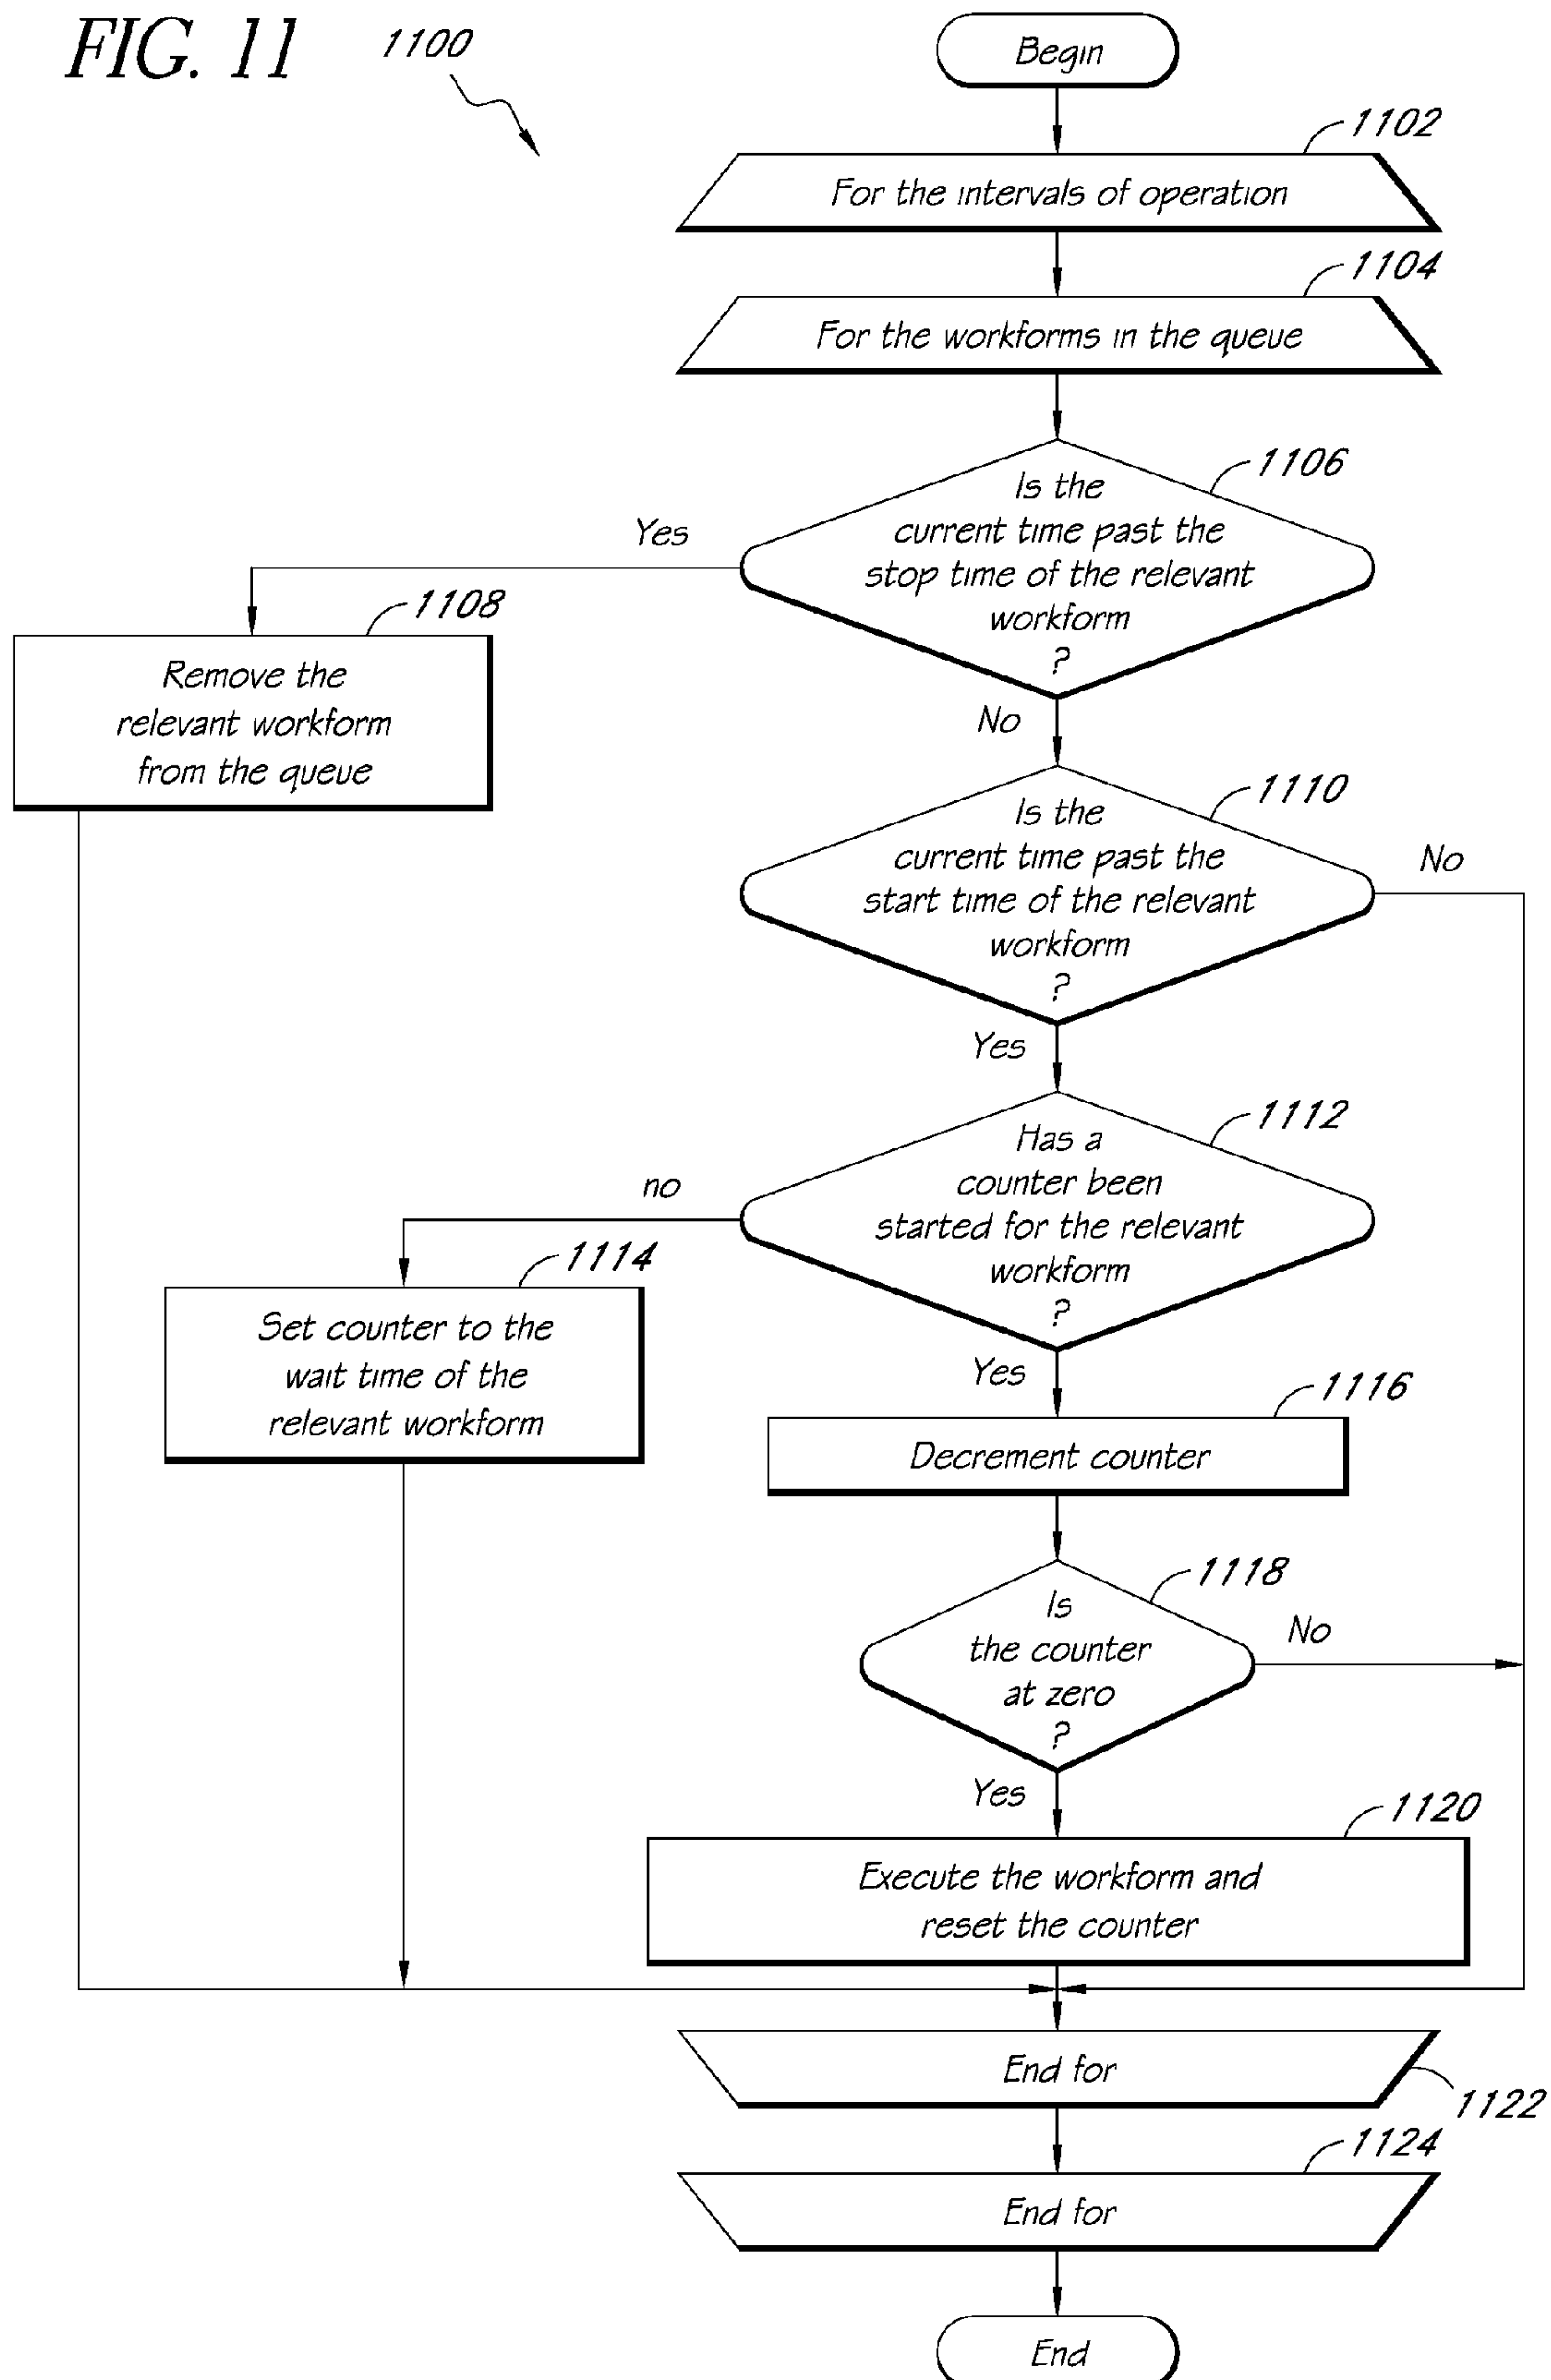 FIG. 11
1100
Begin
1102
For the intervals of operation
1104
For the workforms in the queue
1106
Is the
current time past the
stop time of the relevant
workform
?
Yes
No
1108
Remove the
relevant workform
from the queue
1110
Is the
current time past the
start time of the relevant
workform
?
No
Yes
1112
Has a
counter been
started for the relevant
workform
?
no
Yes
1114
Set counter to the
wait time of the
relevant workform
1116
Decrement counter
1118
Is
the counter
at zero
?
No
Yes
1120
Execute the workform and
reset the counter
End for
1122
1124
End for
End